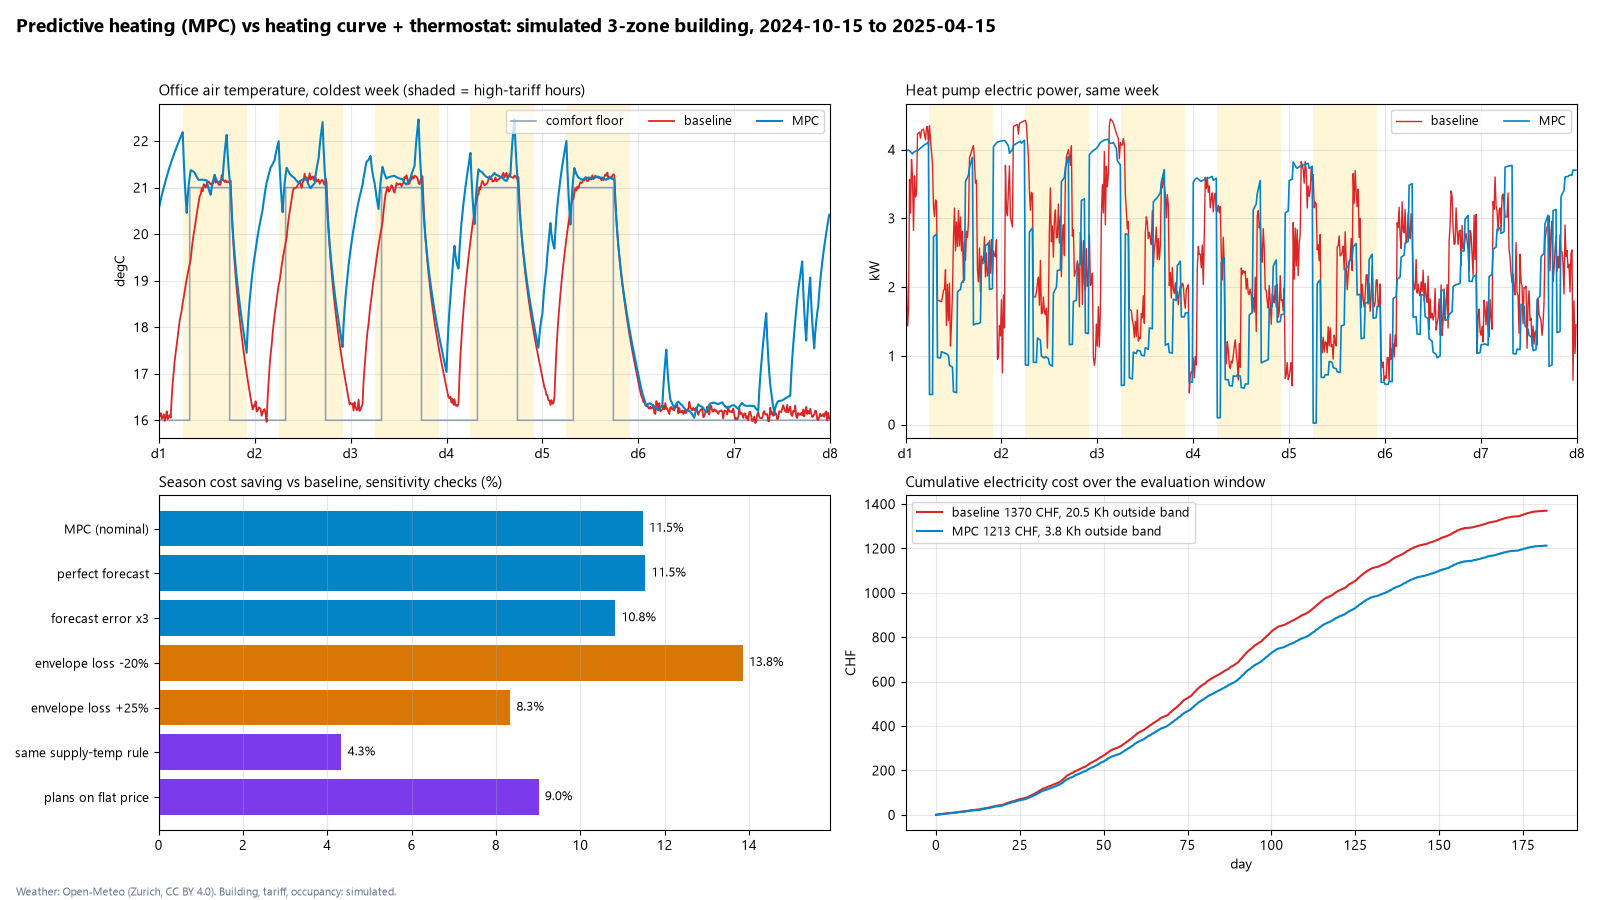 Predictive heating (MPC) vs heating curve + thermostat: simulated 3-zone building, 2024-10-15 to 2025-04-15
Office air temperature, coldest week (shaded = high-tariff hours)
comfort floor baseline MPC
degC
22
21
20
19
18
17
16
d1 d2 d3 d4 d5 d6 d7 d8
Heat pump electric power, same week
baseline MPC
kW
4
3
2
1
0
d1 d2 d3 d4 d5 d6 d7 d8
Season cost saving vs baseline, sensitivity checks (%)
MPC (nominal) 11.5%
perfect forecast 11.5%
forecast error x3 10.8%
envelope loss -20% 13.8%
envelope loss +25% 8.3%
same supply-temp rule 4.3%
plans on flat price 9.0%
0 2 4 6 8 10 12 14
Cumulative electricity cost over the evaluation window
baseline 1370 CHF, 20.5 Kh outside band
MPC 1213 CHF, 3.8 Kh outside band
CHF
1400
1200
1000
800
600
400
200
0
0 25 50 75 100 125 150 175
day
Weather: Open-Meteo (Zurich, CC BY 4.0). Building, tariff, occupancy: simulated.